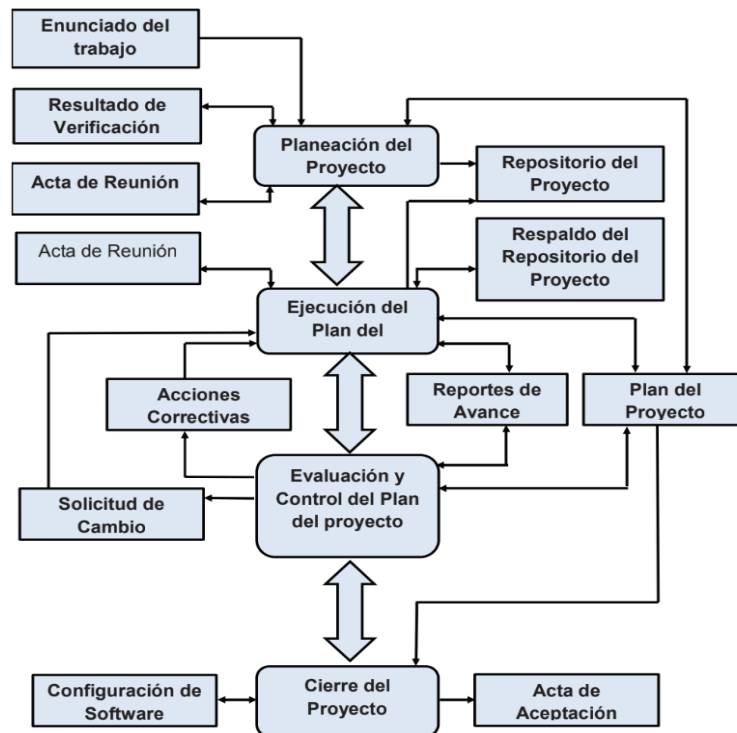 Enunciado del
trabajo
Resultado de
Verificación
Planeación del
Proyecto
Repositorio del
Proyecto
Acta de Reunión
Acta de Reunión
Respaldo del
Repositorio del
Proyecto
Ejecución del
Plan del
Acciones
Correctivas
Reportes de
Avance
Plan del
Proyecto
Evaluación y
Control del Plan
del proyecto
Solicitud de
Cambio
Configuración de
Software
Cierre del
Proyecto
Acta de
Aceptación